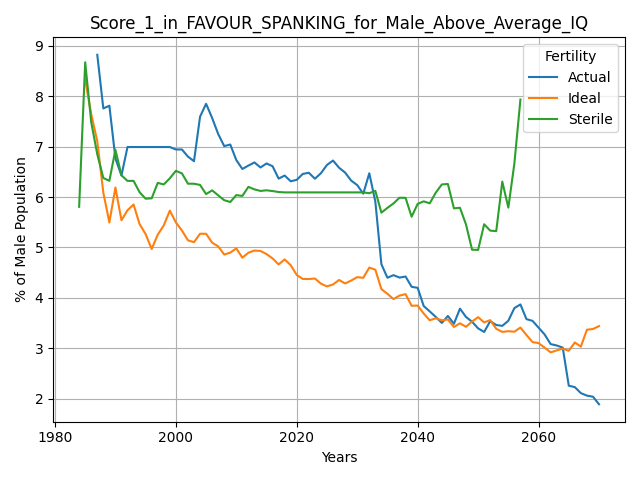 Score_1_in_FAVOUR_SPANKING_for_Male_Above_Average_IQ
Fertility
Actual
Ideal
Sterile
% of Male Population
9
8
7
6
5
4
3
2
1980
2000
2020
2040
2060
Years